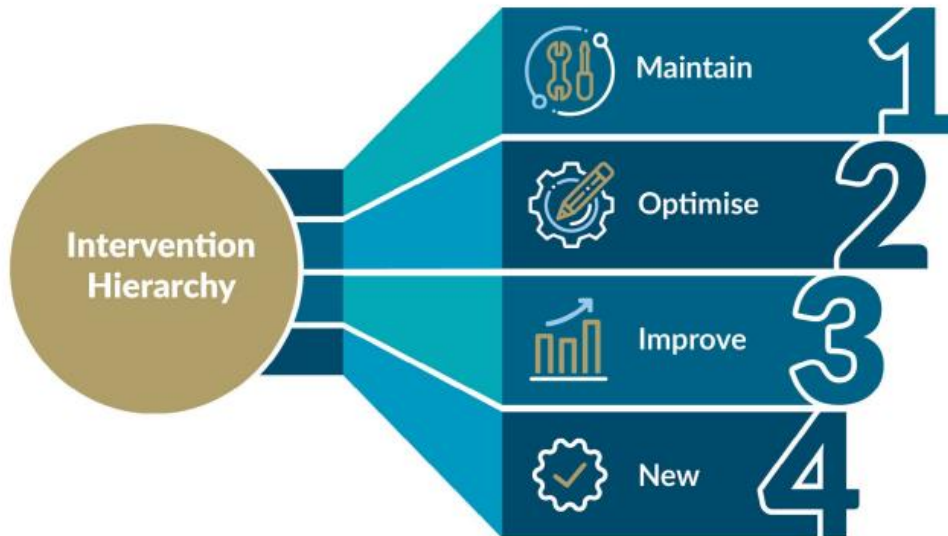 Intervention
Hierarchy
Maintain 1
Optimise 2
Improve 3
New 4